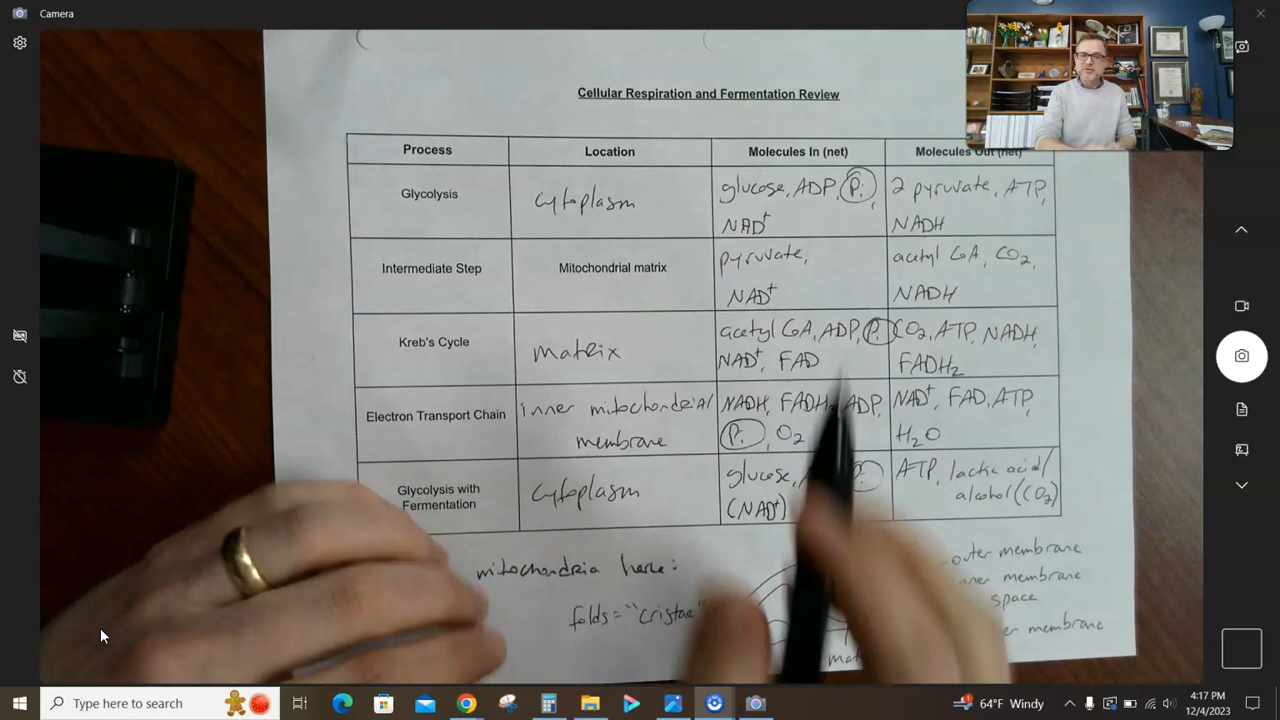 Camera
Cellular Respiration and Fermentation Review
Process Location Molecules In (net) Molecules Out (net)
Glycolysis
cytoplasm
glucose, ADP, Pi,
NAD+
2 pyruvate, ATP,
NADH
Intermediate Step
Mitochondrial matrix
pyruvate,
NAD+
acetyl CoA, CO2,
NADH
Kreb's Cycle
matrix
acetyl CoA, ADP, Pi
NAD+, FAD
CO2, ATP, NADH,
FADH2
Electron Transport Chain
inner mitochondrial
membrane
NADH, FADH2 ADP,
Pi, O2
NAD+, FAD, ATP,
H2O
Glycolysis with
Fermentation
cytoplasm
glucose,
(NAD+)
ATP, lactic acid/
alcohol (CO2)
mitochondria here:
folds = "cristae"
outer membrane
inner membrane
space
membrane
Type here to search
64°F Windy
4:17 PM
12/4/2023